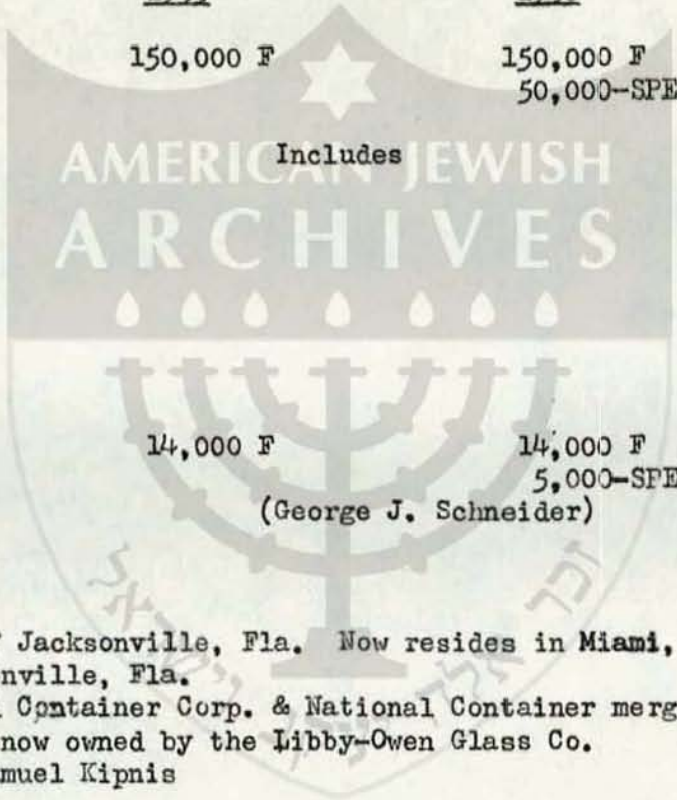 150,000 F 150,000 F
50,000-SPE
Includes
AMERICAN JEWISH
ARCHIVES
14,000 F 14,000 F
5,000-SPE
(George J. Schneider)
Jacksonville, Fla. Now resides in Miami,
nville, Fla.
Container Corp. & National Container merg
now owned by the Libby-Owen Glass Co.
muel Kipnis